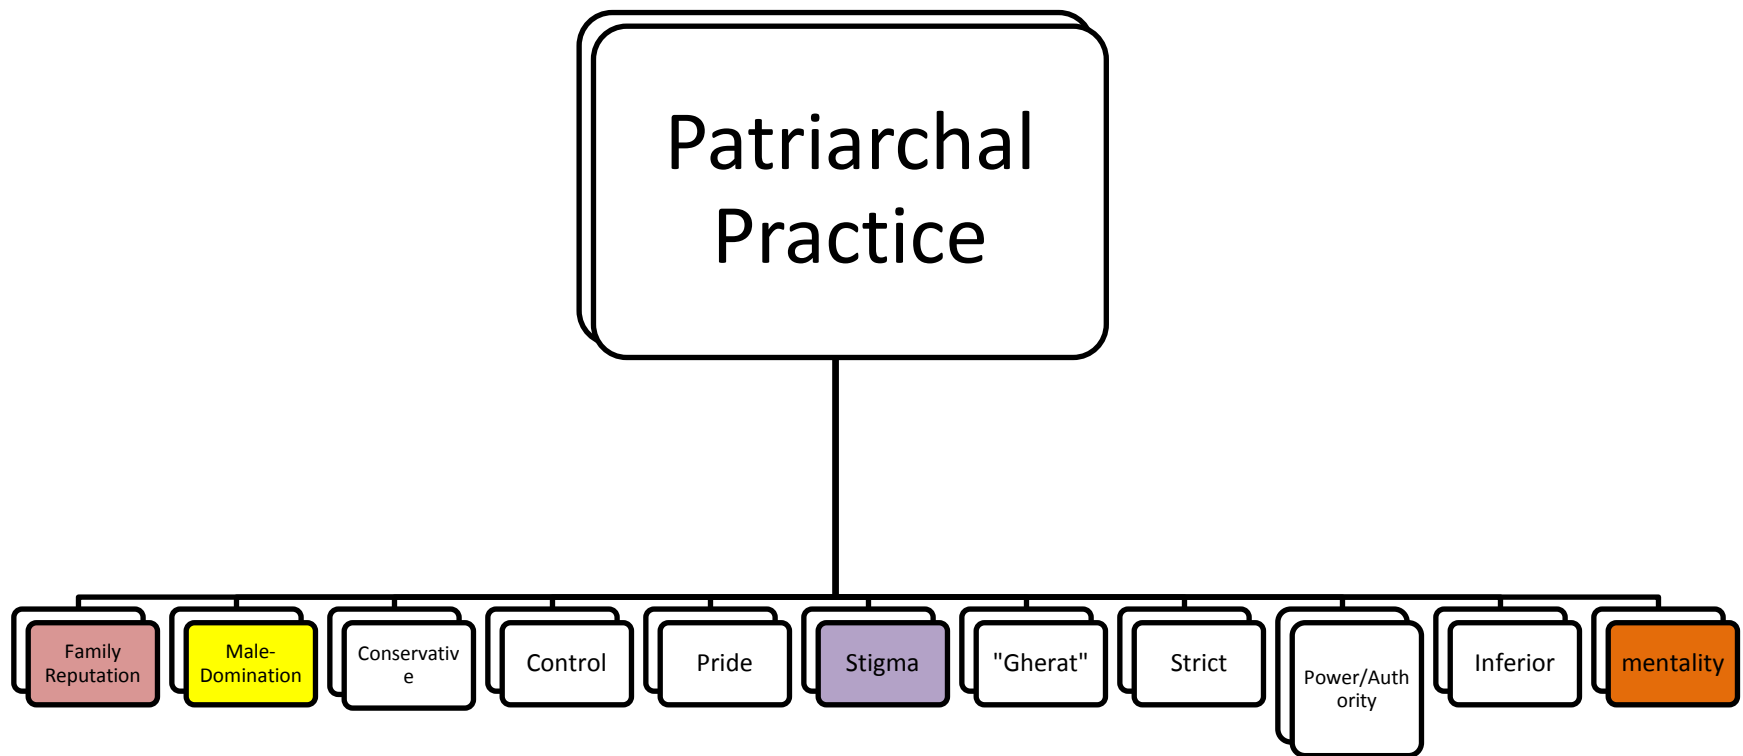 Patriarchal
Practice
Family
Reputation
Male-
Domination
Conservativ
e
Control
Pride
Stigma
"Gherat"
Strict
Power/Auth
ority
Inferior
mentality